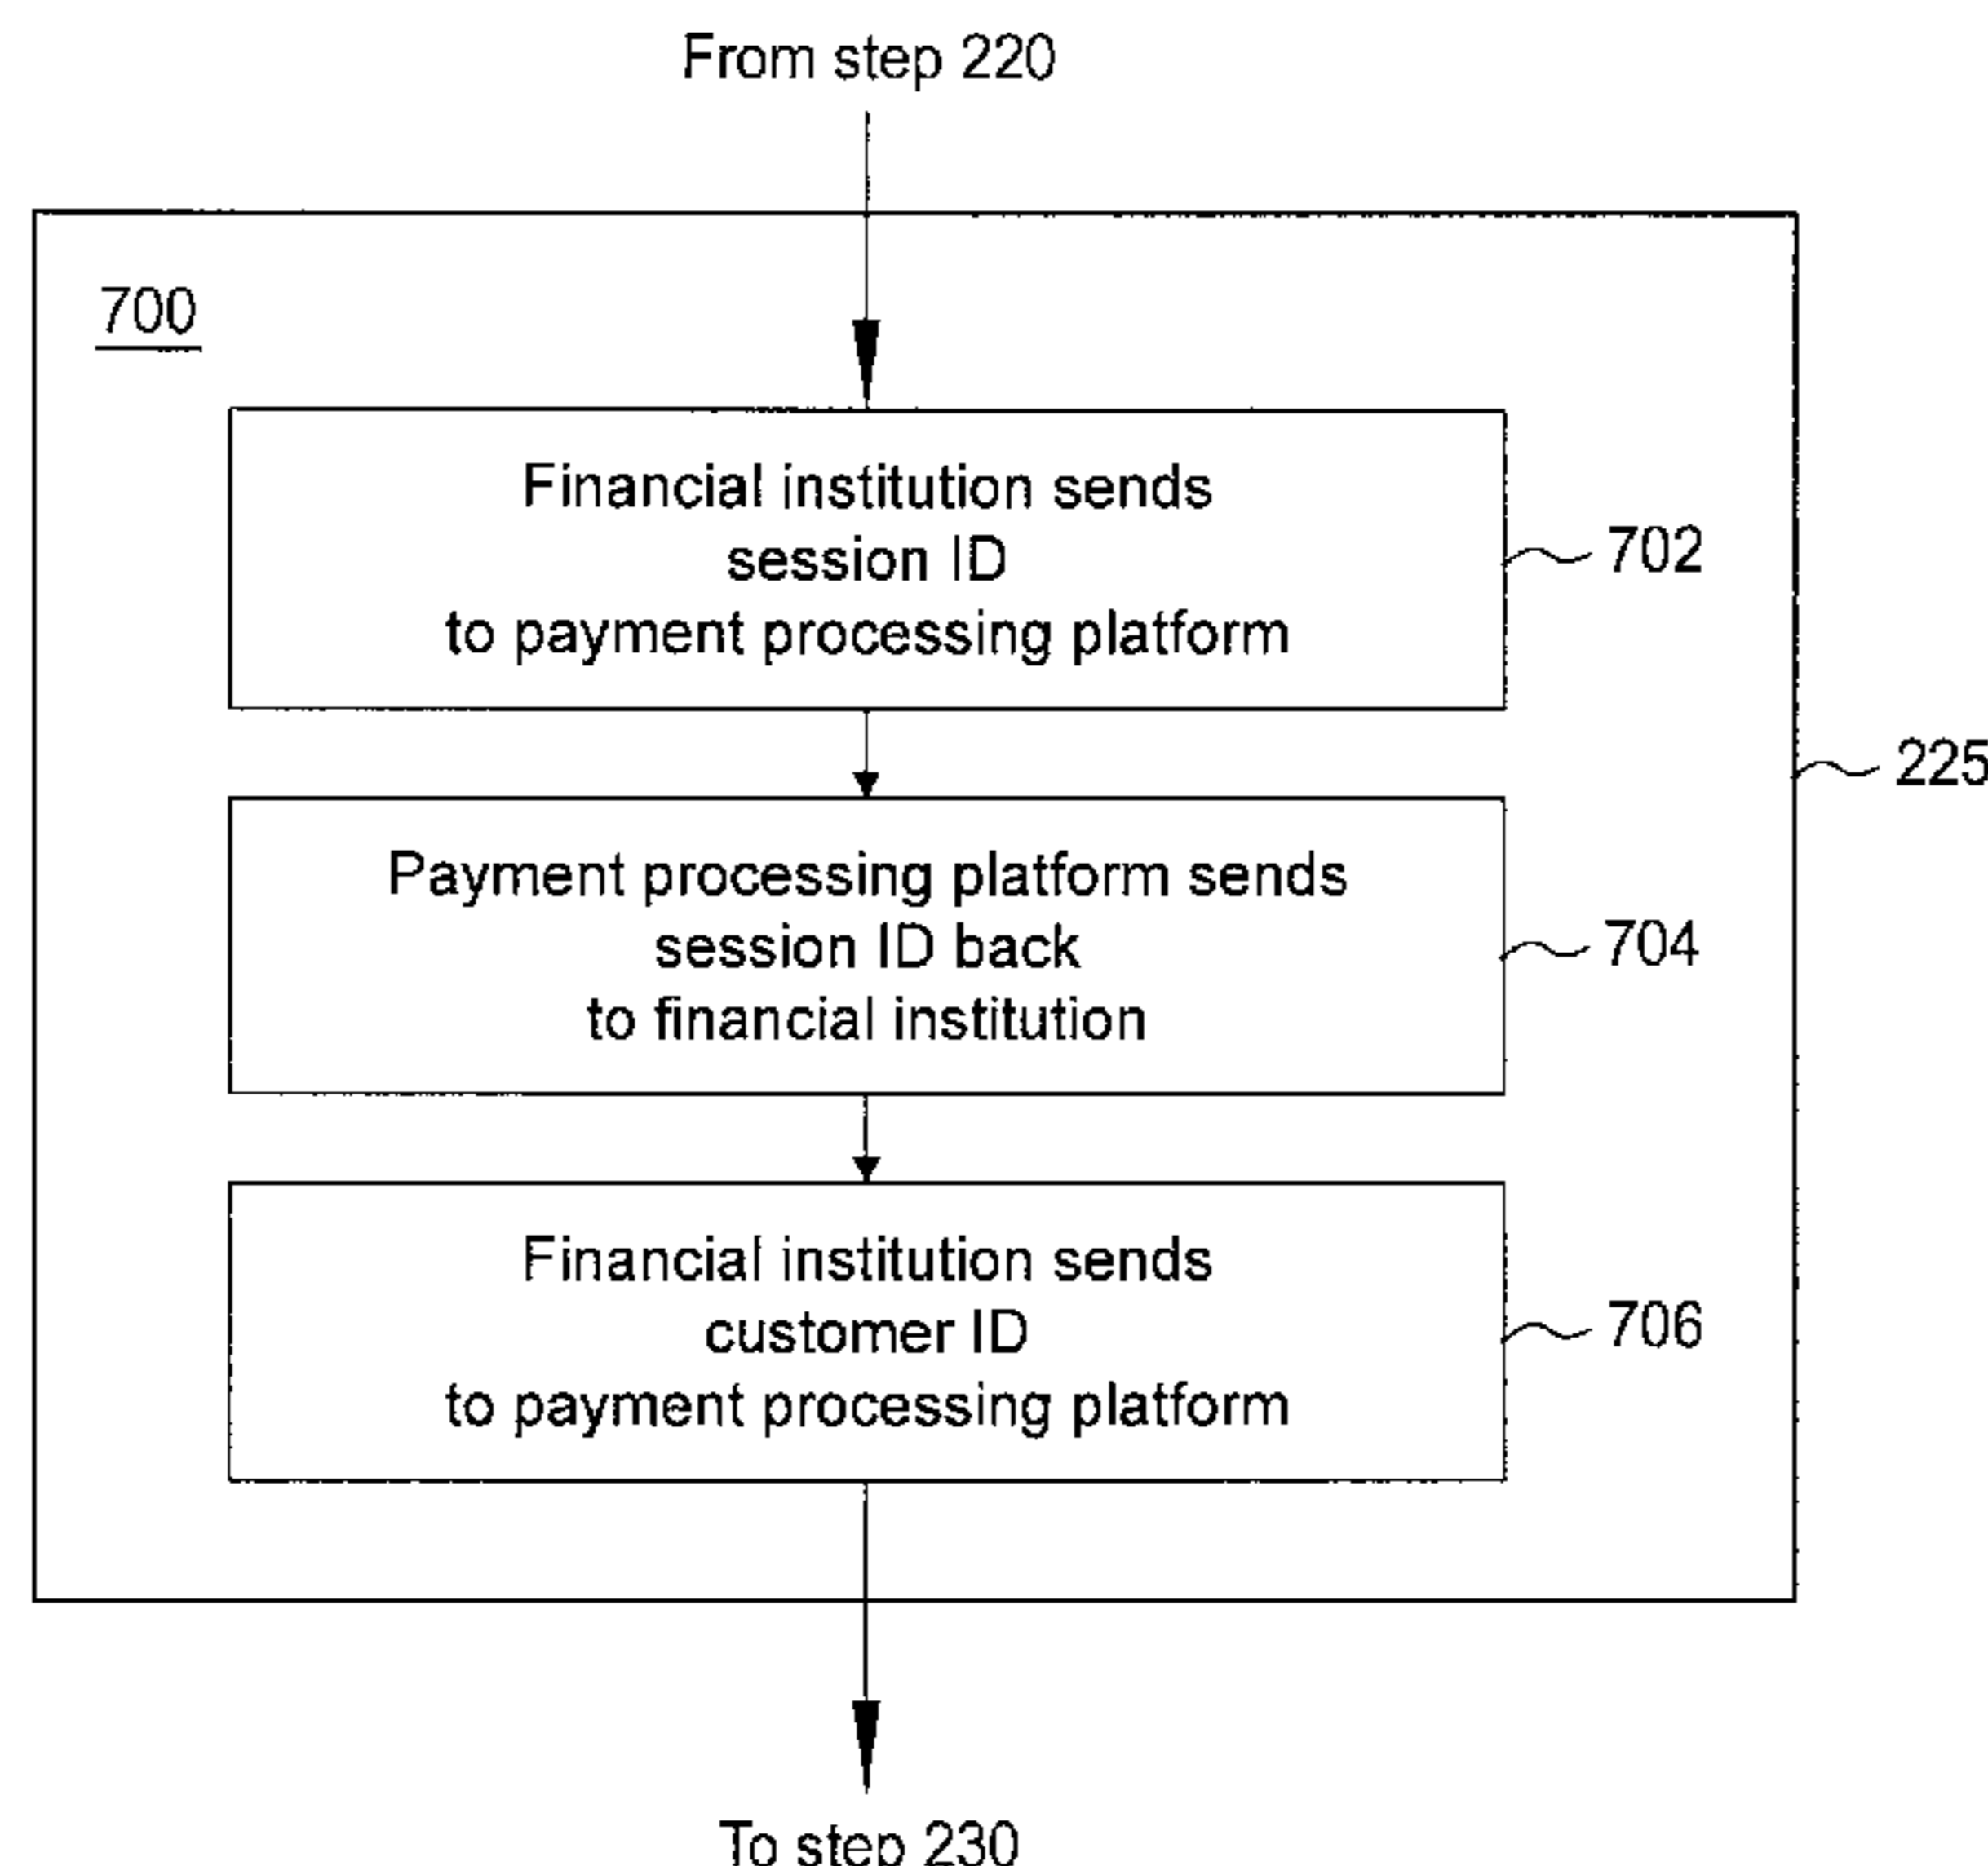 From step 220
700
Financial institution sends
session ID
to payment processing platform
702
225
Payment processing platform sends
session ID back
to financial institution
704
Financial institution sends
customer ID
to payment processing platform
706
To step 230